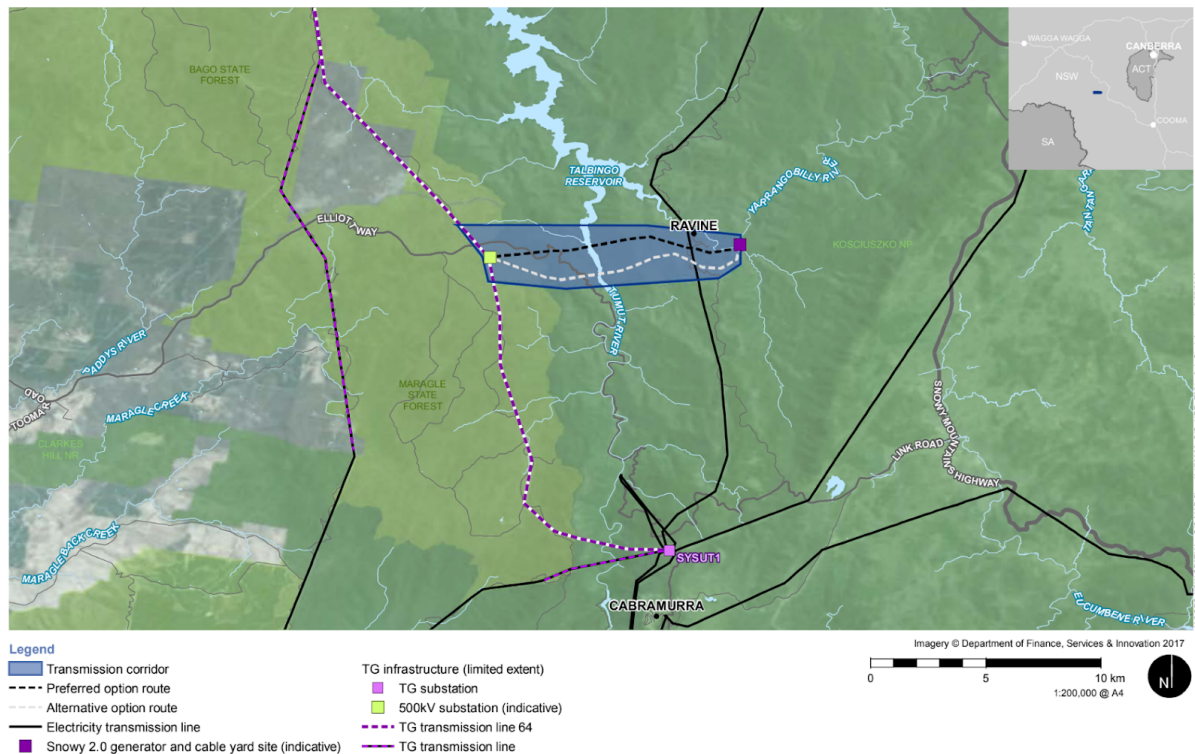 BAGO STATE
FOREST
WAGGA WAGGA
CANBERRA
ACT
NSW
COOMA
SA
TALBINGO
RESERVOIR
YARRANGOBILLY RIVER
ELLIOTT WAY
RAVINE
KOSCIUSZKO NP
TUMUT RIVER
PADDYS RIVER
MARAGLE
STATE
FOREST
MARAGLE CREEK
ROAD
TOOMA
CLARKES
HILL NR
SNOWY MOUNTAINS HIGHWAY
LINK ROAD
MARAGLE BACK CREEK
SYSUT1
CABRAMURRA
EUCUMBENE RIVER
Imagery © Department of Finance, Services & Innovation 2017
Legend
Transmission corridor
Preferred option route
Alternative option route
Electricity transmission line
Snowy 2.0 generator and cable yard site (indicative)
TG infrastructure (limited extent)
TG substation
500kV substation (indicative)
TG transmission line 64
TG transmission line
0 5 10 km
1:200,000 @ A4
N